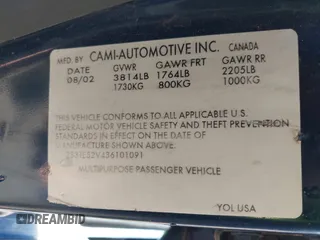 MFD. BY CAMI-AUTOMOTIVE INC. CANADA
DATE GVWR GAWR FRT GAWR RR
08/02 3814LB 1764LB 2205LB
1730KG 800KG 1000KG
THIS VEHICLE CONFORMS TO ALL APPLICABLE U.S.
FEDERAL MOTOR VEHICLE SAFETY AND THEFT PREVENTION
STANDARDS IN EFFECT ON THE DATE OF
MANUFACTURE SHOWN ABOVE.
MULTIPURPOSE PASSENGER VEHICLE
YOL USA
DREAMBID